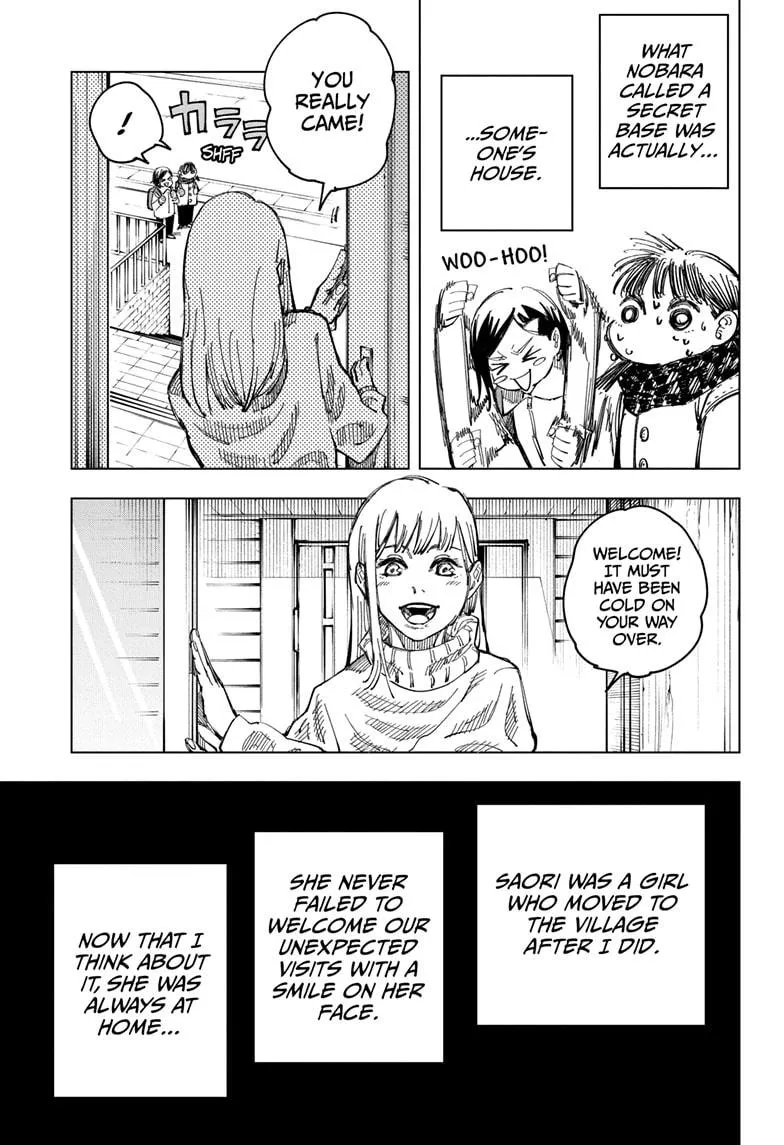 WHAT
NOBARA
CALLED A
SECRET
BASE WAS
ACTUALLY...
...SOME-
ONE'S
HOUSE.
WOO-HOO!
YOU
REALLY
CAME!
カララ
SHFF
!
WELCOME!
IT MUST
HAVE BEEN
COLD ON
YOUR WAY
OVER.
SAORI WAS A GIRL
WHO MOVED TO
THE VILLAGE
AFTER I DID.
SHE NEVER
FAILED TO
WELCOME OUR
UNEXPECTED
VISITS WITH A
SMILE ON HER
FACE.
NOW THAT I
THINK ABOUT
IT, SHE WAS
ALWAYS AT
HOME...